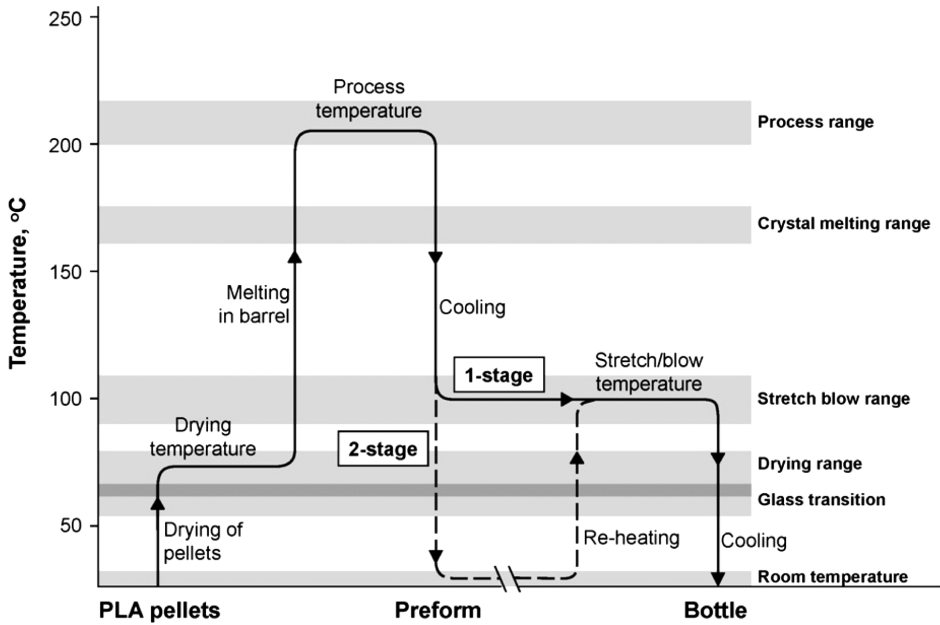 250
Process
temperature
Process range
200
Crystal melting range
Temperature, °C
150
Melting
in barrel
Cooling
1-stage
Stretch/blow
temperature
100
Stretch blow range
Drying
temperature
2-stage
Drying range
Glass transition
50
Drying of
pellets
Re-heating
Cooling
Room temperature
PLA pellets
Preform
Bottle